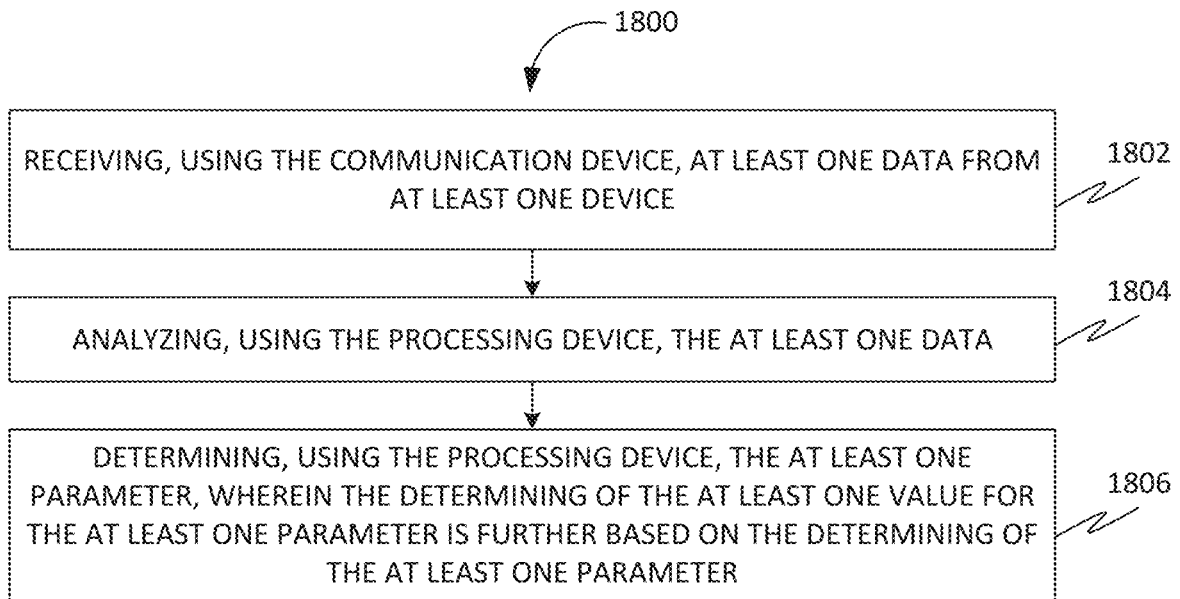 1800
RECEIVING, USING THE COMMUNICATION DEVICE, AT LEAST ONE DATA FROM
AT LEAST ONE DEVICE
1802
ANALYZING, USING THE PROCESSING DEVICE, THE AT LEAST ONE DATA
1804
DETERMINING, USING THE PROCESSING DEVICE, THE AT LEAST ONE
PARAMETER, WHEREIN THE DETERMINING OF THE AT LEAST ONE VALUE FOR
THE AT LEAST ONE PARAMETER IS FURTHER BASED ON THE DETERMINING OF
THE AT LEAST ONE PARAMETER
1806